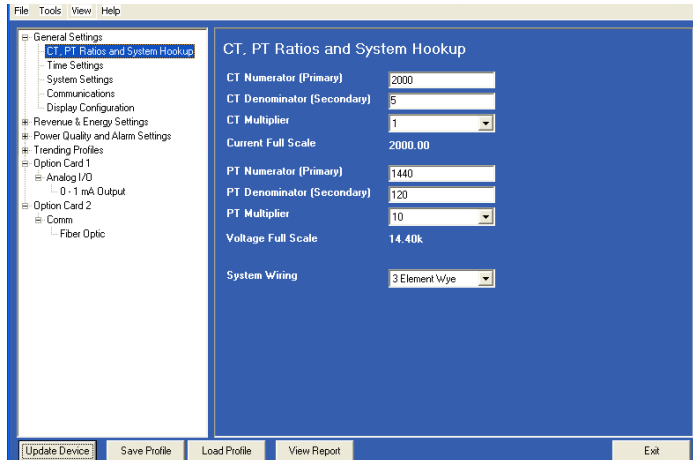 File Tools View Help
General Settings
CT, PT Ratios and System Hookup
Time Settings
System Settings
Communications
Display Configuration
Revenue & Energy Settings
Power Quality and Alarm Settings
Trending Profiles
Option Card 1
Analog I/O
0 - 1 mA Output
Option Card 2
Comm
Fiber Optic
CT, PT Ratios and System Hookup
CT Numerator (Primary) 2000
CT Denominator (Secondary) 5
CT Multiplier 1
Current Full Scale 2000.00
PT Numerator (Primary) 1440
PT Denominator (Secondary) 120
PT Multiplier 10
Voltage Full Scale 14.40k
System Wiring 3 Element Wye
Update Device Save Profile Load Profile View Report Exit